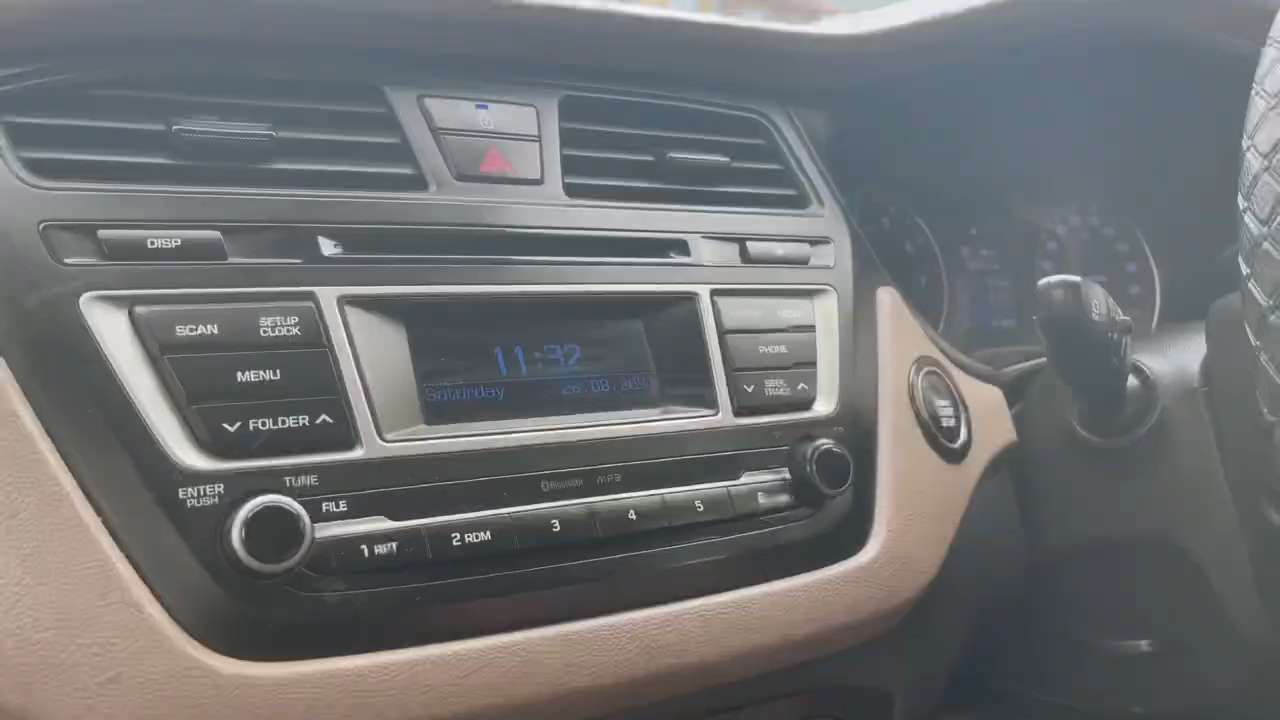 DISP
SCAN
SETUP
CLOCK
MENU
FOLDER
11:32
Saturday
PHONE
SEEK
TRACK
ENTER
PUSH
TUNE
FILE
Bluetooth MP3
1 RPT
2 RDM
3
4
5